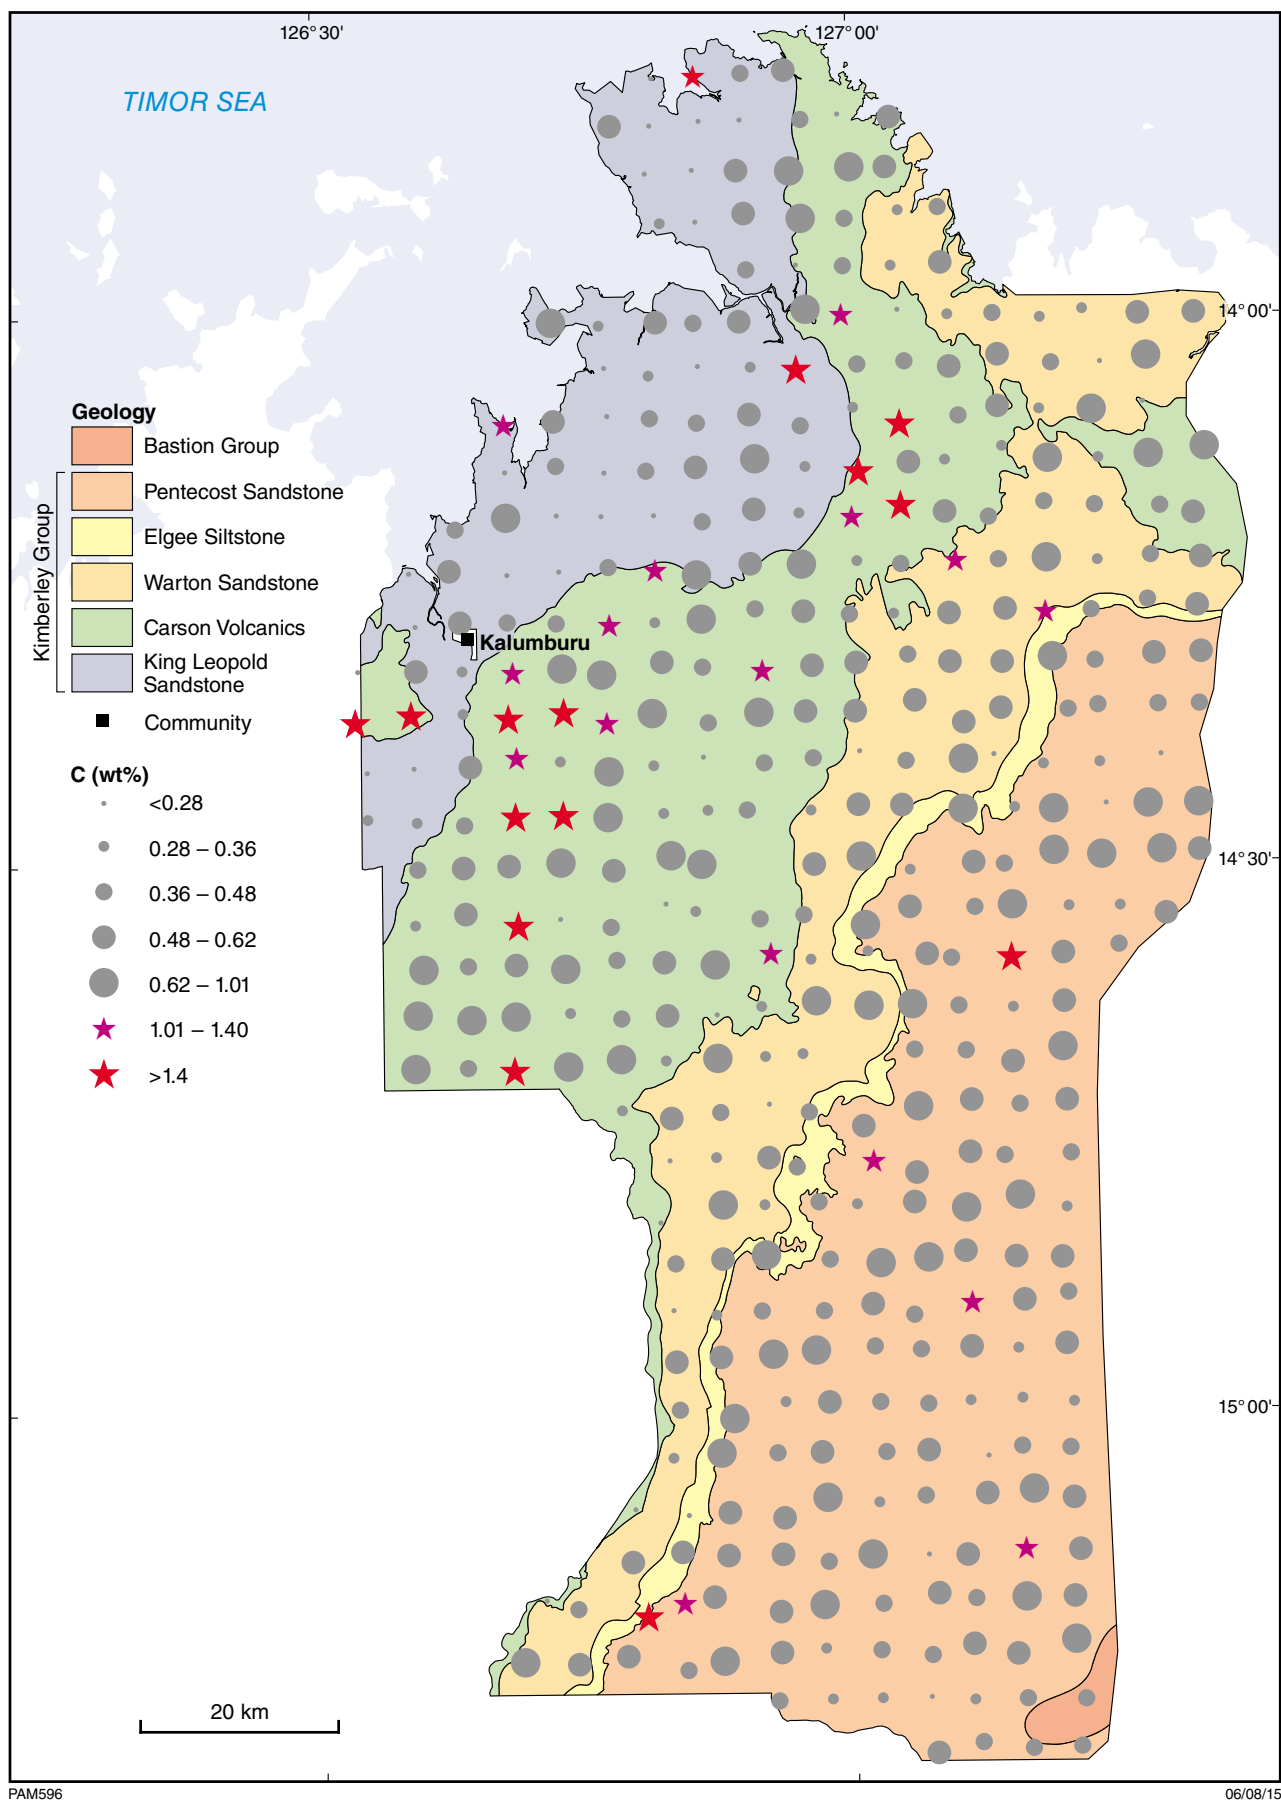 126°30'
127°00'
TIMOR SEA
14°00'
Geology
Bastion Group
Pentecost Sandstone
Elgee Siltstone
Warton Sandstone
Carson Volcanics
King Leopold
Sandstone
Kimberley Group
Community
Kalumburu
C (wt%)
<0.28
0.28 – 0.36
0.36 – 0.48
0.48 – 0.62
0.62 – 1.01
1.01 – 1.40
>1.4
14°30'
15°00'
20 km
PAM596
06/08/15